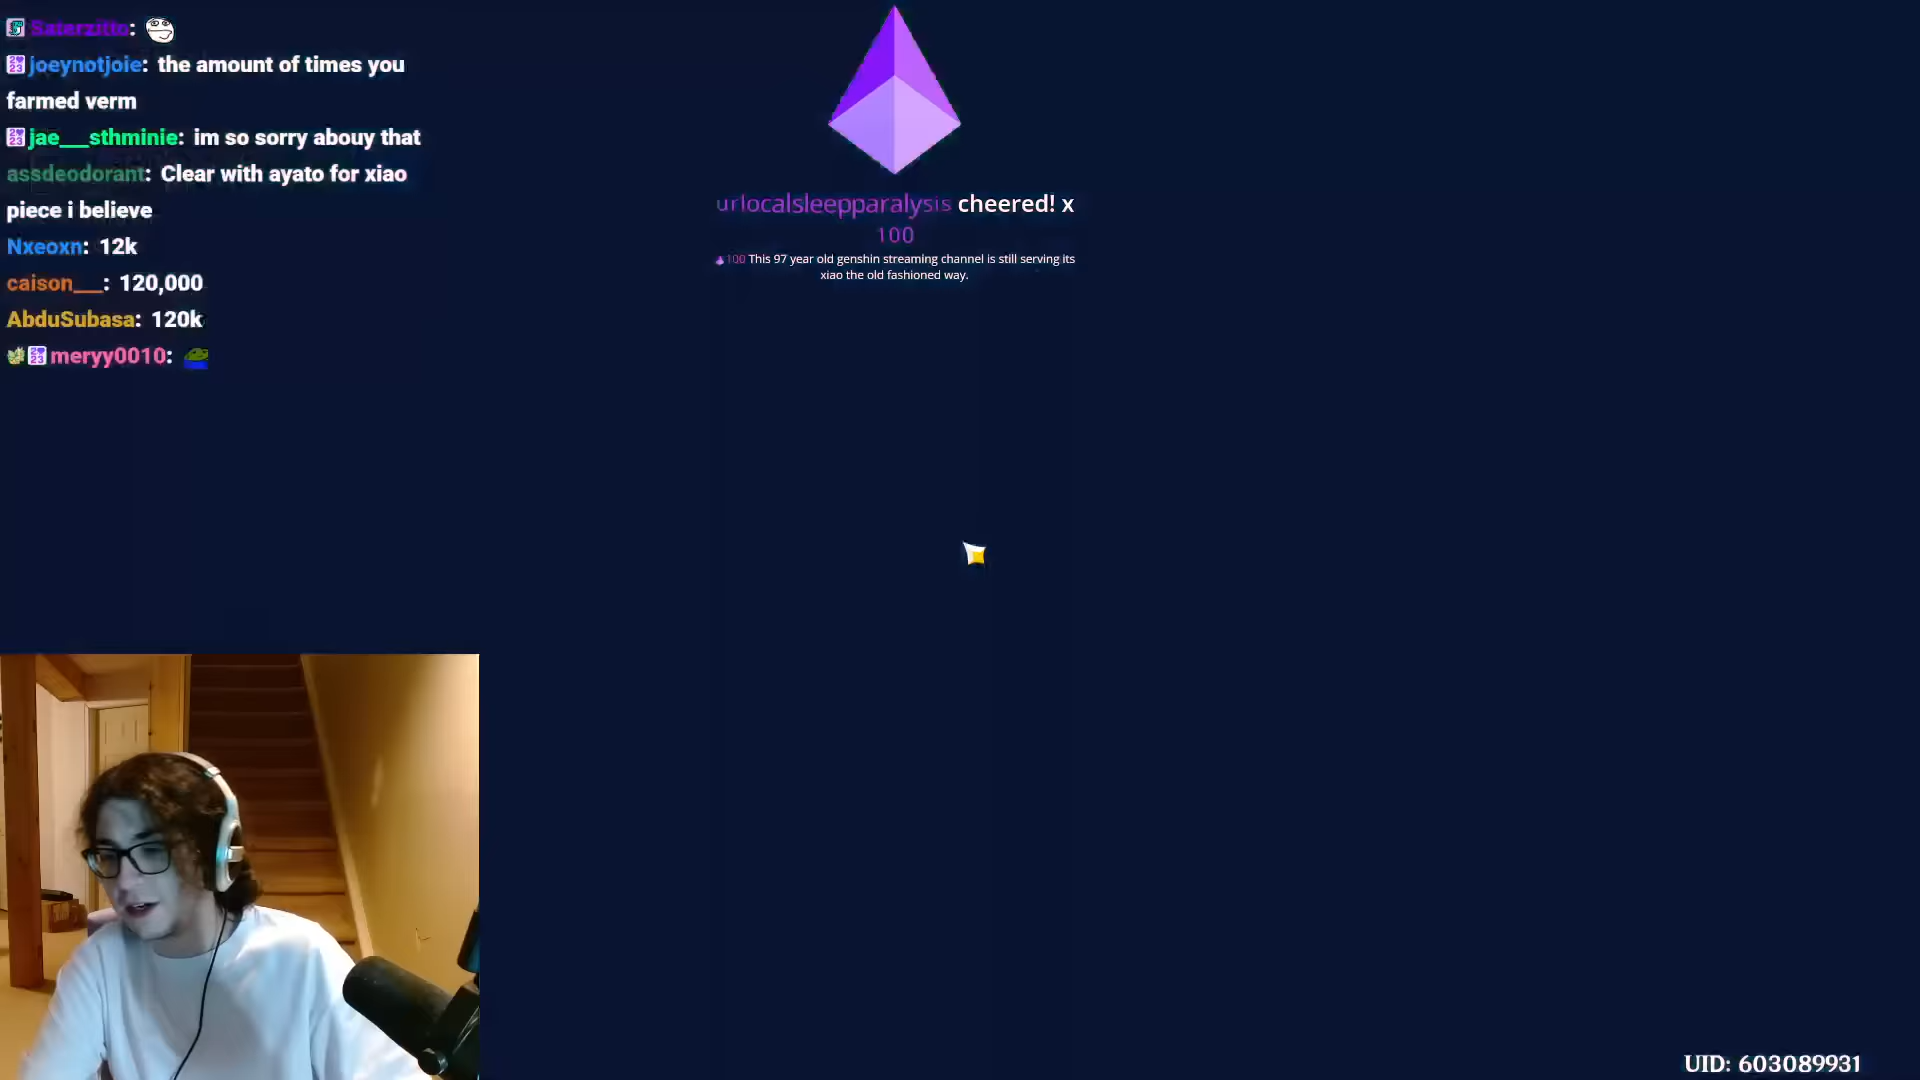 Saterzitto:
joeynotjoie: the amount of times you
farmed verm
jae___sthminie: im so sorry abouy that
assdeodorant: Clear with ayato for xiao
piece i believe
Nxeoxn: 12k
caison___: 120,000
AbduSubasa: 120k
meryy0010:
urlocalsleepparalysis cheered! x
100
100 This 97 year old genshin streaming channel is still serving its
xiao the old fashioned way.
UID: 603089931